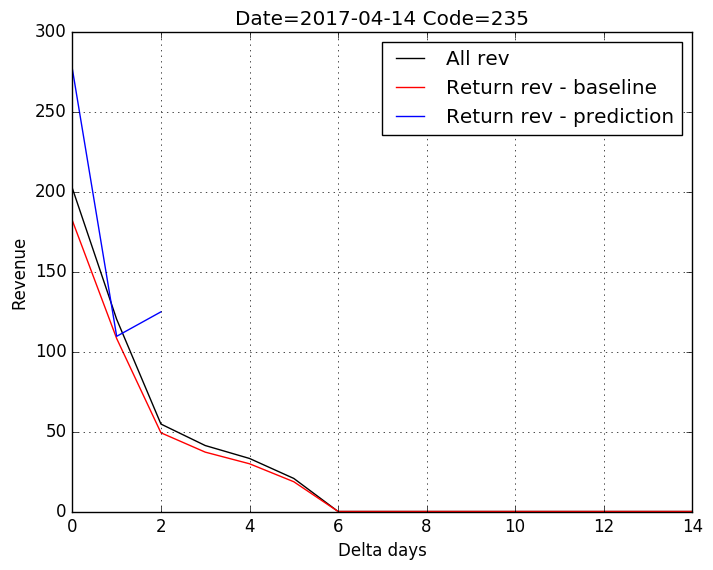 Date=2017-04-14 Code=235
300
250
200
150
100
50
0
Revenue
All rev
Return rev - baseline
Return rev - prediction
0 2 4 6 8 10 12 14
Delta days